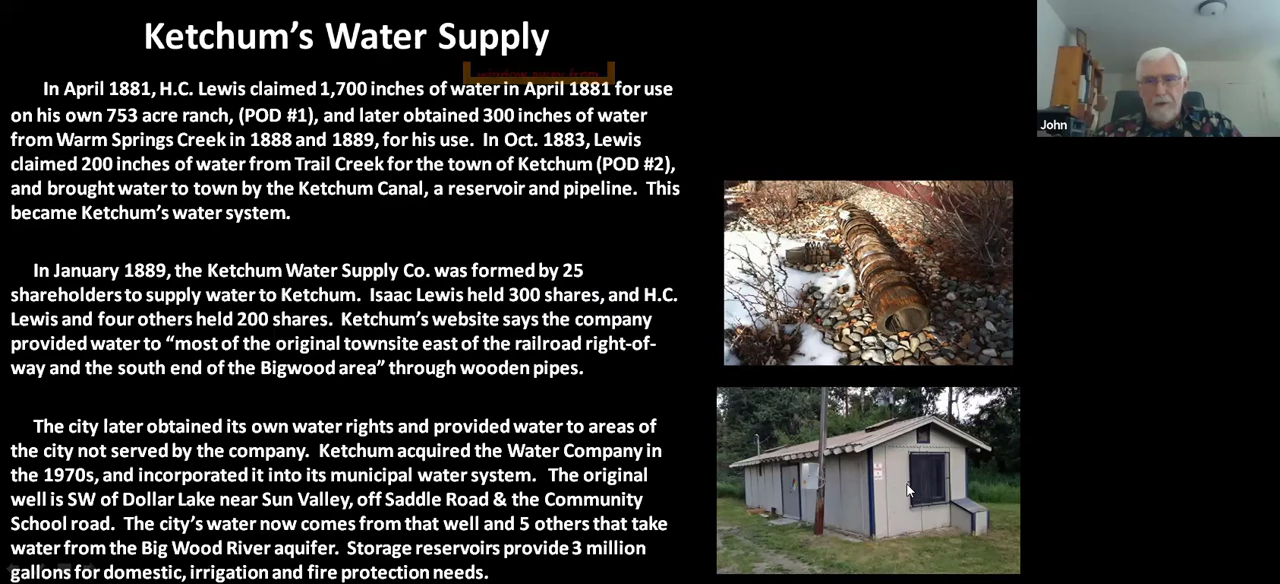 Ketchum's Water Supply
In April 1881, H.C. Lewis claimed 1,700 inches of water in April 1881 for use
on his own 753 acre ranch, (POD #1), and later obtained 300 inches of water
from Warm Springs Creek in 1888 and 1889, for his use.  In Oct. 1883, Lewis
claimed 200 inches of water from Trail Creek for the town of Ketchum (POD #2),
and brought water to town by the Ketchum Canal, a reservoir and pipeline.  This
became Ketchum's water system.
In January 1889, the Ketchum Water Supply Co. was formed by 25
shareholders to supply water to Ketchum.  Isaac Lewis held 300 shares, and H.C.
Lewis and four others held 200 shares.  Ketchum's website says the company
provided water to “most of the original townsite east of the railroad right-of-
way and the south end of the Bigwood area” through wooden pipes.
The city later obtained its own water rights and provided water to areas of
the city not served by the company.  Ketchum acquired the Water Company in
the 1970s, and incorporated it into its municipal water system.   The original
well is SW of Dollar Lake near Sun Valley, off Saddle Road & the Community
School road.  The city's water now comes from that well and 5 others that take
water from the Big Wood River aquifer.  Storage reservoirs provide 3 million
gallons for domestic, irrigation and fire protection needs.
John